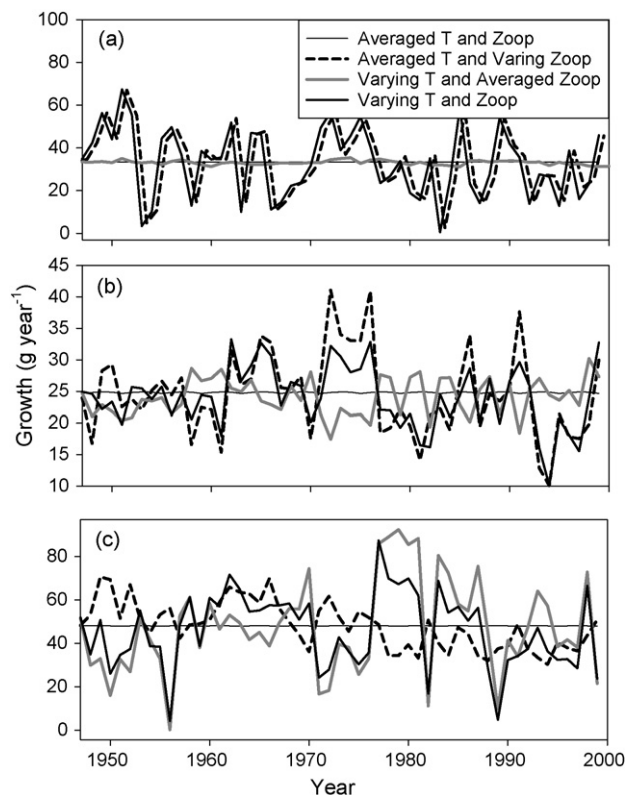 (a)
Averaged T and Zoop
Averaged T and Varing Zoop
Varying T and Averaged Zoop
Varying T and Zoop
100
80
60
40
20
0
(b)
45
40
35
30
25
20
15
10
Growth (g year-1)
(c)
80
60
40
20
0
1950
1960
1970
1980
1990
2000
Year